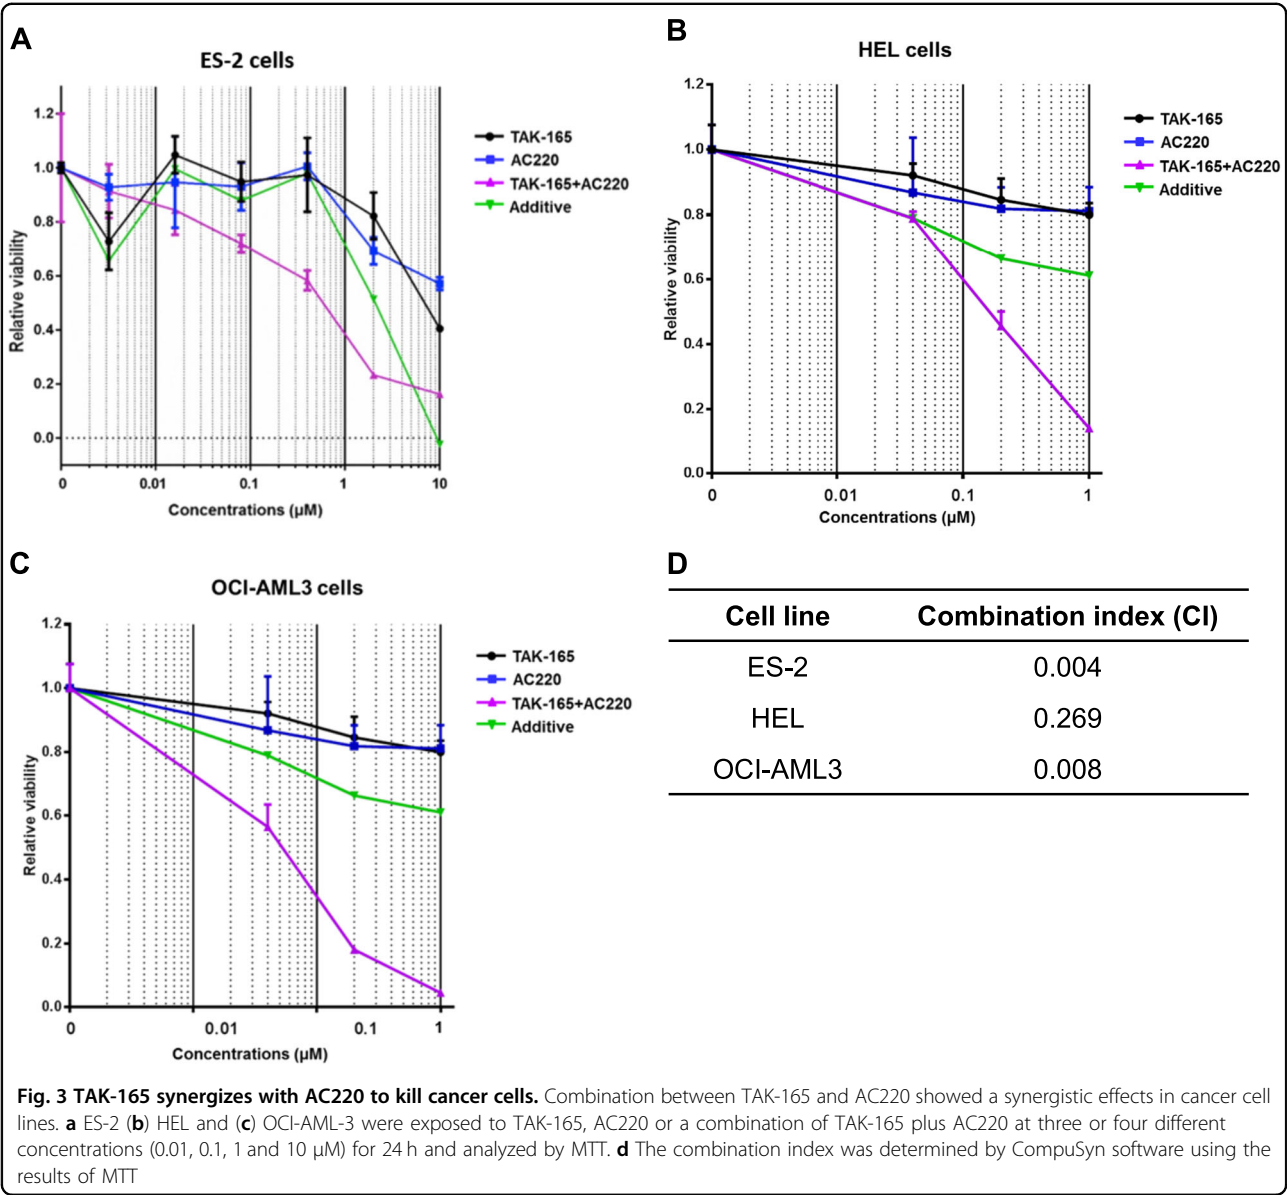 A
ES-2 cells
1.2
1.0
0.8
0.6
0.4
0.2
0.0
Relative viability
0 0.01 0.1 1 10
Concentrations (µM)
TAK-165
AC220
TAK-165+AC220
Additive
B
HEL cells
1.2
1.0
0.8
0.6
0.4
0.2
0.0
Relative viability
0 0.01 0.1 1
Concentrations (µM)
TAK-165
AC220
TAK-165+AC220
Additive
C
OCI-AML3 cells
1.2
1.0
0.8
0.6
0.4
0.2
0.0
Relative viability
0 0.01 0.1 1
Concentrations (µM)
TAK-165
AC220
TAK-165+AC220
Additive
D
Cell line Combination index (CI)
ES-2 0.004
HEL 0.269
OCI-AML3 0.008
Fig. 3 TAK-165 synergizes with AC220 to kill cancer cells. Combination between TAK-165 and AC220 showed a synergistic effects in cancer cell
lines. a ES-2 (b) HEL and (c) OCI-AML-3 were exposed to TAK-165, AC220 or a combination of TAK-165 plus AC220 at three or four different
concentrations (0.01, 0.1, 1 and 10 µM) for 24 h and analyzed by MTT. d The combination index was determined by CompuSyn software using the
results of MTT